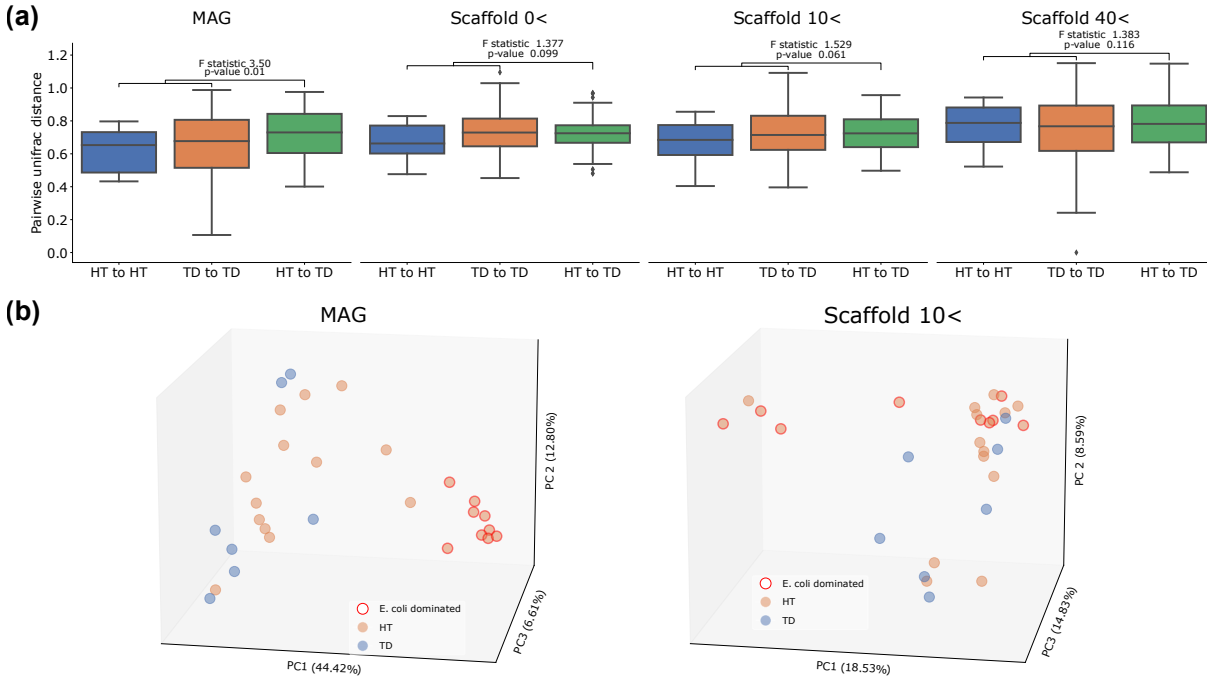 (a)
MAG
Scaffold 0<
Scaffold 10<
Scaffold 40<
F statistic 3.50
p-value 0.01
F statistic 1.377
p-value 0.099
F statistic 1.529
p-value 0.061
F statistic 1.383
p-value 0.116
Pairwise unifrac distance
1.2
1.0
0.8
0.6
0.4
0.2
0.0
HT to HT
TD to TD
HT to TD
HT to HT
TD to TD
HT to TD
HT to HT
TD to TD
HT to TD
HT to HT
TD to TD
HT to TD
(b)
MAG
PC 2 (12.80%)
PC3 (6.61%)
PC1 (44.42%)
E. coli dominated
HT
TD
Scaffold 10<
PC 2 (8.59%)
PC3 (14.83%)
PC1 (18.53%)
E. coli dominated
HT
TD